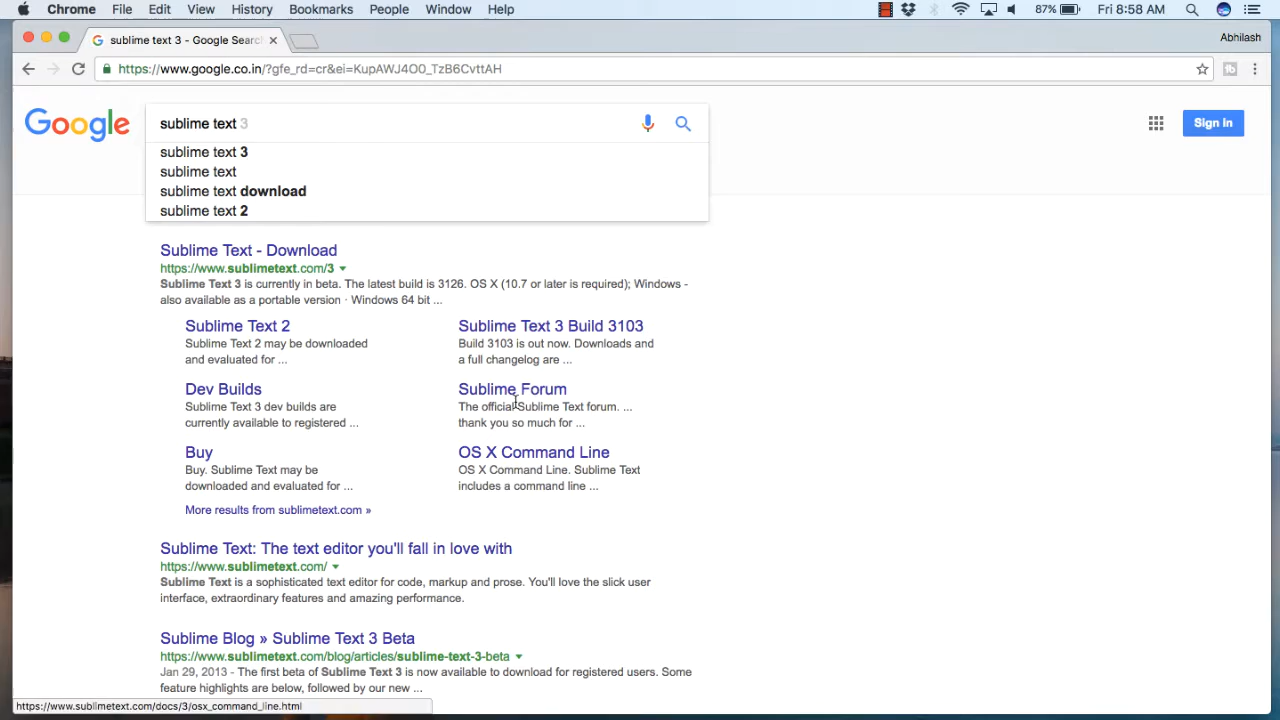 Chrome File Edit View History Bookmarks People Window Help 87% Fri 8:58 AM
sublime text 3 - Google Searc Abhilash
https://www.google.co.in/?gfe_rd=cr&ei=KupAWJ4O0_TzB6CvttAH
Google sublime text 3 Sign in
sublime text 3
sublime text
sublime text download
sublime text 2
Sublime Text - Download
https://www.sublimetext.com/3
Sublime Text 3 is currently in beta. The latest build is 3126. OS X (10.7 or later is required); Windows -
also available as a portable version · Windows 64 bit ...
Sublime Text 2
Sublime Text 2 may be downloaded
and evaluated for ...
Sublime Text 3 Build 3103
Build 3103 is out now. Downloads and
a full changelog are ...
Dev Builds
Sublime Text 3 dev builds are
currently available to registered ...
Sublime Forum
The official Sublime Text forum. ...
thank you so much for ...
Buy
Buy. Sublime Text may be
downloaded and evaluated for ...
OS X Command Line
OS X Command Line. Sublime Text
includes a command line ...
More results from sublimetext.com »
Sublime Text: The text editor you'll fall in love with
https://www.sublimetext.com/
Sublime Text is a sophisticated text editor for code, markup and prose. You'll love the slick user
interface, extraordinary features and amazing performance.
Sublime Blog » Sublime Text 3 Beta
https://www.sublimetext.com/blog/articles/sublime-text-3-beta
Jan 29, 2013 - The first beta of Sublime Text 3 is now available to download for registered users. Some
feature highlights are below, followed by our new ...
https://www.sublimetext.com/docs/3/osx_command_line.html